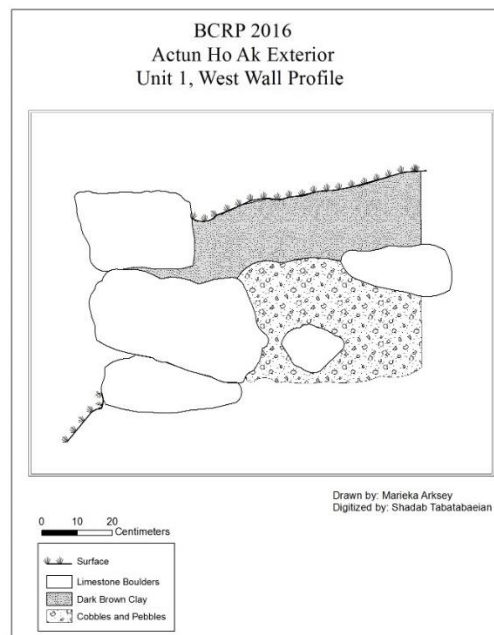 BCRP 2016
Actun Ho Ak Exterior
Unit 1, West Wall Profile
Drawn by: Marieka Arksey
Digitized by: Shadab Tabatabaeian
0 10 20
Centimeters
Surface
Limestone Boulders
Dark Brown Clay
Cobbles and Pebbles